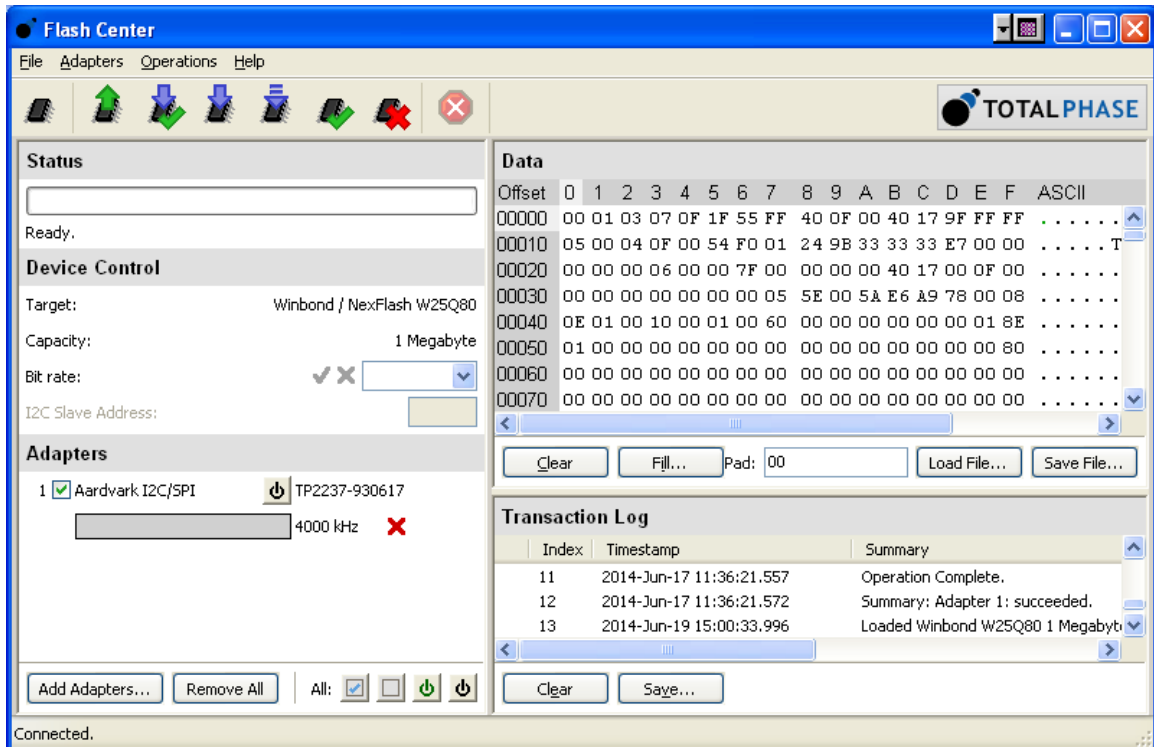 Flash Center
File Adapters Operations Help
TOTALPHASE
Status
Ready.
Device Control
Target: Winbond / NexFlash W25Q80
Capacity: 1 Megabyte
Bit rate:
I2C Slave Address:
Adapters
1 Aardvark I2C/SPI TP2237-930617
4000 kHz
Add Adapters... Remove All All:
Data
Offset 0 1 2 3 4 5 6 7 8 9 A B C D E F ASCII
00000 00 01 03 07 0F 1F 55 FF 40 0F 00 40 17 9F FF FF . . . . . .
00010 05 00 04 0F 00 54 F0 01 24 9B 33 33 33 E7 00 00 . . . . . T
00020 00 00 00 06 00 00 7F 00 00 00 00 40 17 00 0F 00 . . . . . .
00030 00 00 00 00 00 00 00 05 5E 00 5A E6 A9 78 00 08 . . . . . .
00040 0E 01 00 10 00 01 00 60 00 00 00 00 00 00 01 8E . . . . . .
00050 01 00 00 00 00 00 00 00 00 00 00 00 00 00 00 80 . . . . . .
00060 00 00 00 00 00 00 00 00 00 00 00 00 00 00 00 00 . . . . . .
00070 00 00 00 00 00 00 00 00 00 00 00 00 00 00 00 00 . . . . . .
Clear Fill... Pad: 00 Load File... Save File...
Transaction Log
Index Timestamp Summary
11 2014-Jun-17 11:36:21.557 Operation Complete.
12 2014-Jun-17 11:36:21.572 Summary: Adapter 1: succeeded.
13 2014-Jun-19 15:00:33.996 Loaded Winbond W25Q80 1 Megabyt
Clear Save...
Connected.